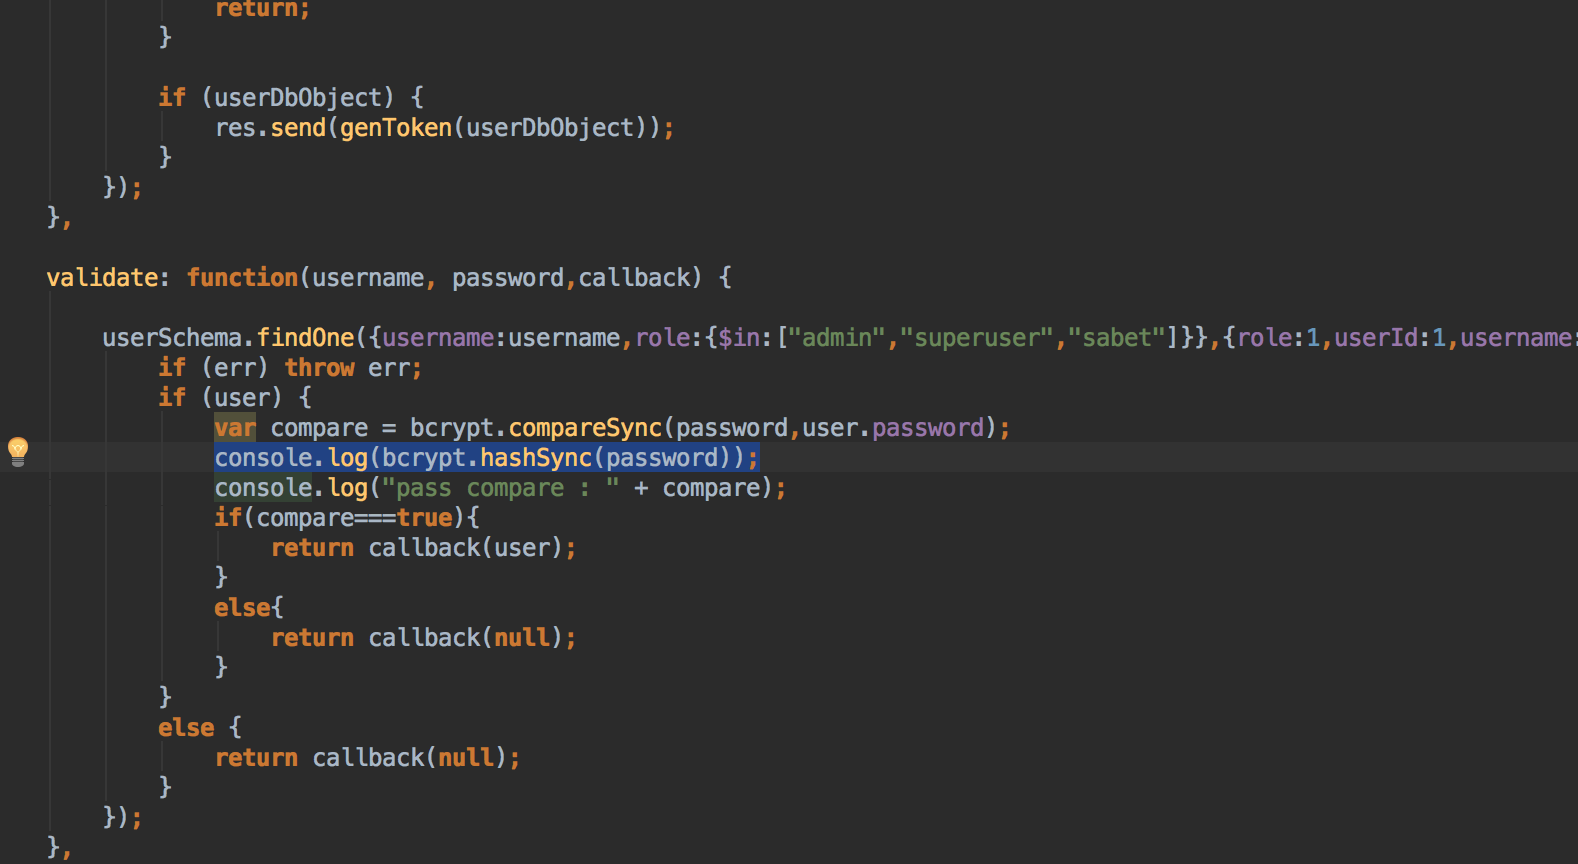 return;
}
if (userDbObject) {
res.send(genToken(userDbObject));
}
});
},
validate: function(username, password,callback) {
userSchema.findOne({username:username,role:{$in:["admin","superuser","sabet"]}},{role:1,userId:1,username:
if (err) throw err;
if (user) {
var compare = bcrypt.compareSync(password,user.password);
console.log(bcrypt.hashSync(password));
console.log("pass compare : " + compare);
if(compare===true){
return callback(user);
}
else{
return callback(null);
}
}
else {
return callback(null);
}
});
},